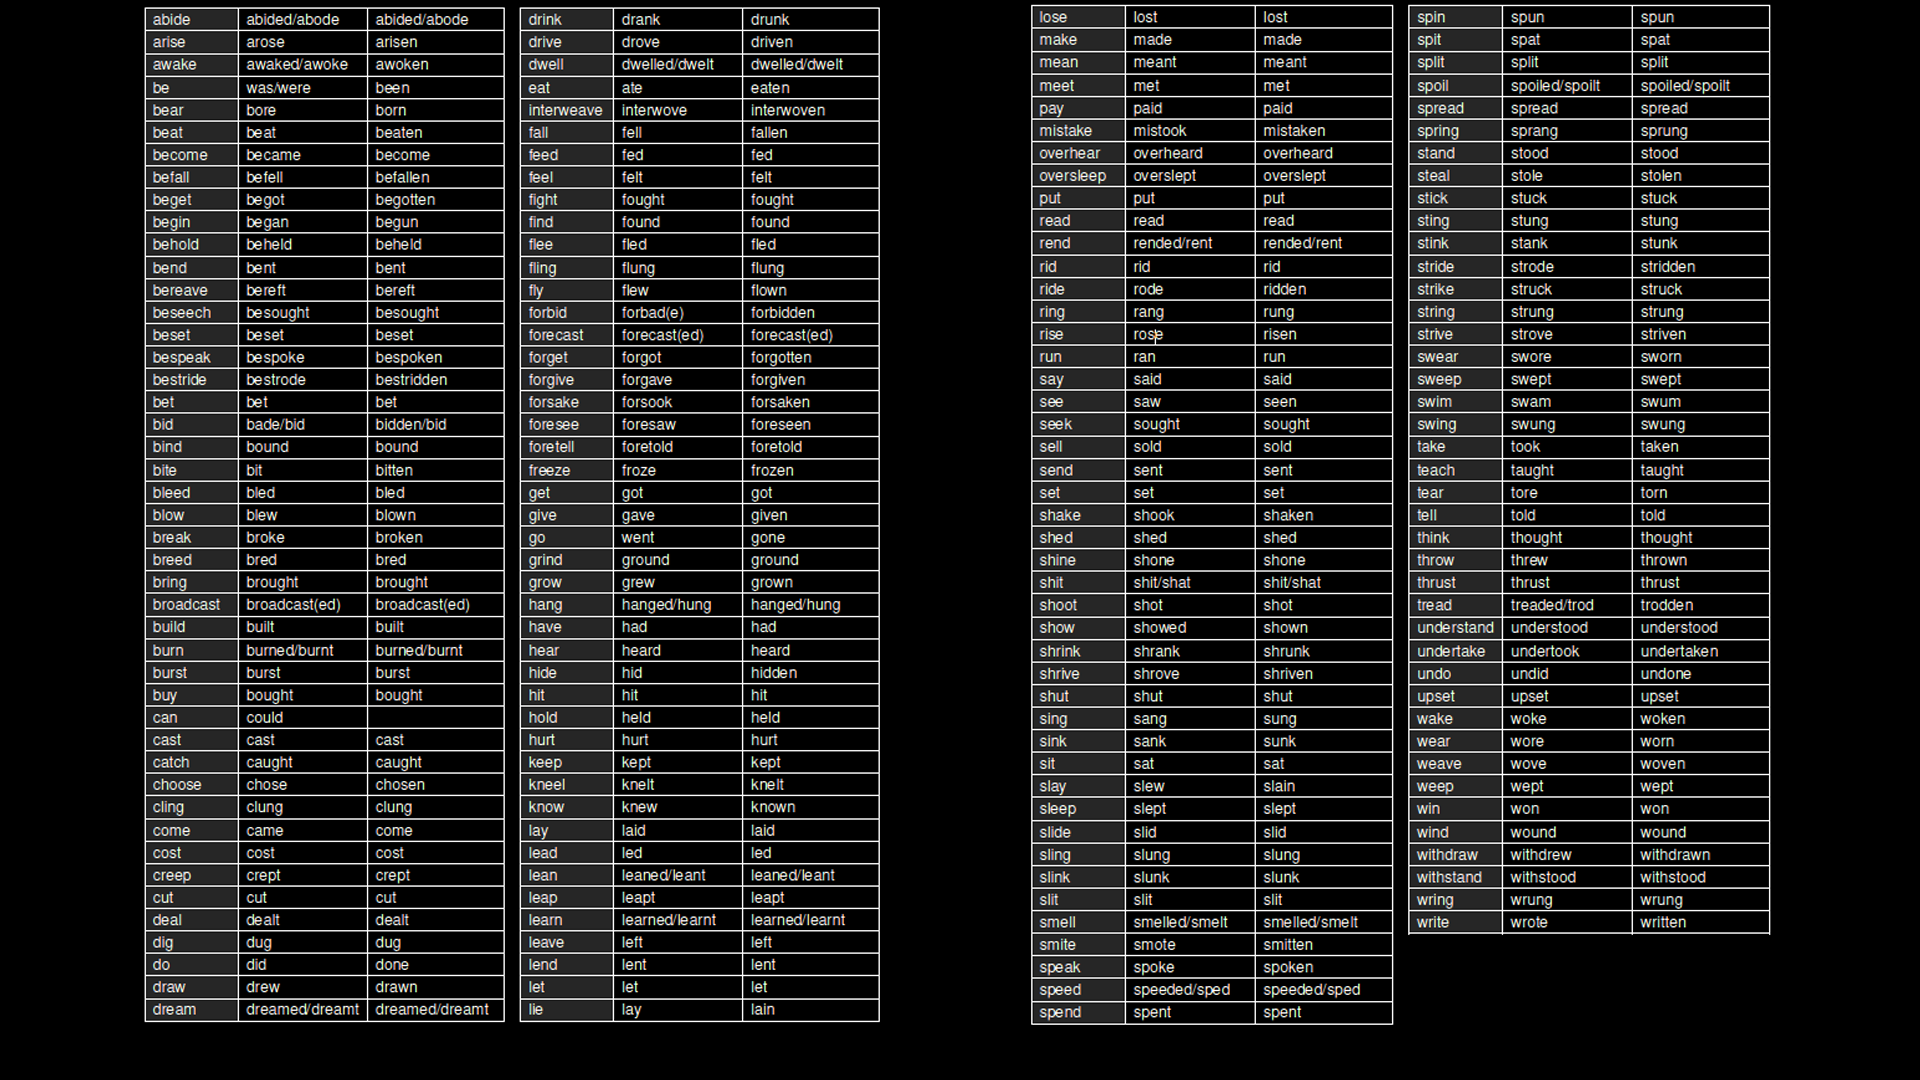 abide abided/abode abided/abode
arise arose arisen
awake awaked/awoke awoken
be was/were been
bear bore born
beat beat beaten
become became become
befall befell befallen
beget begot begotten
begin began begun
behold beheld beheld
bend bent bent
bereave bereft bereft
beseech besought besought
beset beset beset
bespeak bespoke bespoken
bestride bestrode bestridden
bet bet bet
bid bade/bid bidden/bid
bind bound bound
bite bit bitten
bleed bled bled
blow blew blown
break broke broken
breed bred bred
bring brought brought
broadcast broadcast(ed) broadcast(ed)
build built built
burn burned/burnt burned/burnt
burst burst burst
buy bought bought
can could
cast cast cast
catch caught caught
choose chose chosen
cling clung clung
come came come
cost cost cost
creep crept crept
cut cut cut
deal dealt dealt
dig dug dug
do did done
draw drew drawn
dream dreamed/dreamt dreamed/dreamt
drink drank drunk
drive drove driven
dwell dwelled/dwelt dwelled/dwelt
eat ate eaten
interweave interwove interwoven
fall fell fallen
feed fed fed
feel felt felt
fight fought fought
find found found
flee fled fled
fling flung flung
fly flew flown
forbid forbad(e) forbidden
forecast forecast(ed) forecast(ed)
forget forgot forgotten
forgive forgave forgiven
forsake forsook forsaken
foresee foresaw foreseen
foretell foretold foretold
freeze froze frozen
get got got
give gave given
go went gone
grind ground ground
grow grew grown
hang hanged/hung hanged/hung
have had had
hear heard heard
hide hid hidden
hit hit hit
hold held held
hurt hurt hurt
keep kept kept
kneel knelt knelt
know knew known
lay laid laid
lead led led
lean leaned/leant leaned/leant
leap leapt leapt
learn learned/learnt learned/learnt
leave left left
lend lent lent
let let let
lie lay lain
lose lost lost
make made made
mean meant meant
meet met met
pay paid paid
mistake mistook mistaken
overhear overheard overheard
oversleep overslept overslept
put put put
read read read
rend rended/rent rended/rent
rid rid rid
ride rode ridden
ring rang rung
rise rose risen
run ran run
say said said
see saw seen
seek sought sought
sell sold sold
send sent sent
set set set
shake shook shaken
shed shed shed
shine shone shone
shit shit/shat shit/shat
shoot shot shot
show showed shown
shrink shrank shrunk
shrive shrove shriven
shut shut shut
sing sang sung
sink sank sunk
sit sat sat
slay slew slain
sleep slept slept
slide slid slid
sling slung slung
slink slunk slunk
slit slit slit
smell smelled/smelt smelled/smelt
smite smote smitten
speak spoke spoken
speed speeded/sped speeded/sped
spend spent spent
spin spun spun
spit spat spat
split split split
spoil spoiled/spoilt spoiled/spoilt
spread spread spread
spring sprang sprung
stand stood stood
steal stole stolen
stick stuck stuck
sting stung stung
stink stank stunk
stride strode stridden
strike struck struck
string strung strung
strive strove striven
swear swore sworn
sweep swept swept
swim swam swum
swing swung swung
take took taken
teach taught taught
tear tore torn
tell told told
think thought thought
throw threw thrown
thrust thrust thrust
tread treaded/trod trodden
understand understood understood
undertake undertook undertaken
undo undid undone
upset upset upset
wake woke woken
wear wore worn
weave wove woven
weep wept wept
win won won
wind wound wound
withdraw withdrew withdrawn
withstand withstood withstood
wring wrung wrung
write wrote written